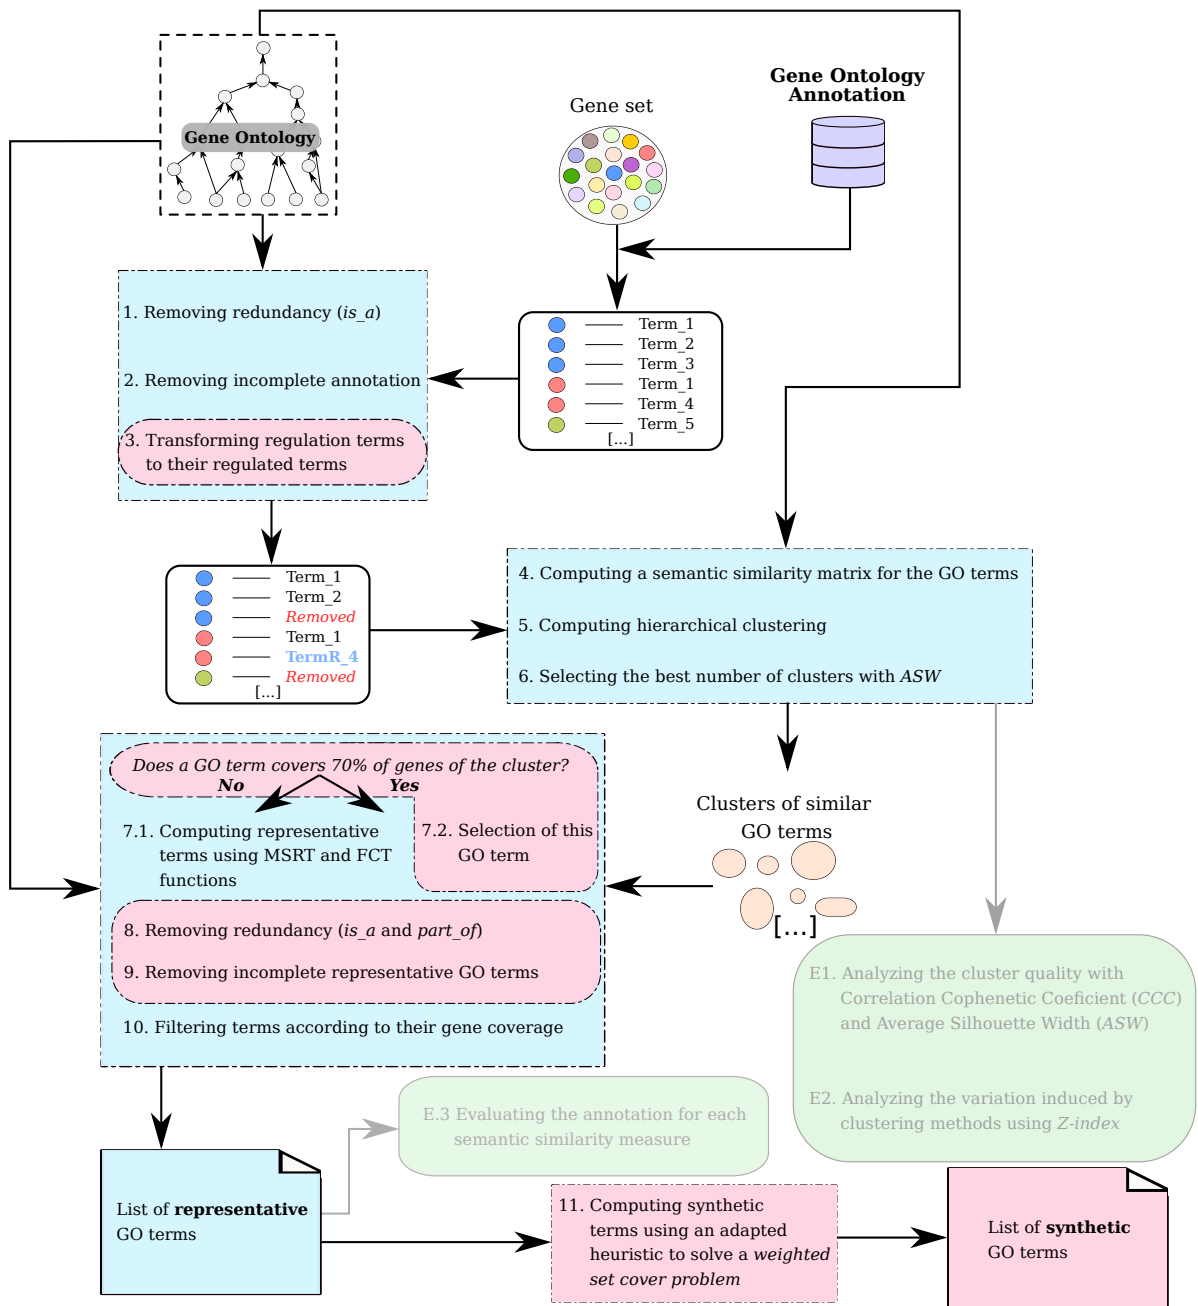 Gene Ontology
Gene set
Gene Ontology
Annotation
1. Removing redundancy (is_a)
2. Removing incomplete annotation
3. Transforming regulation terms
to their regulated terms
Term_1
Term_2
Term_3
Term_1
Term_4
Term_5
[...]
Term_1
Term_2
Removed
Term_1
TermR_4
Removed
[...]
4. Computing a semantic similarity matrix for the GO terms
5. Computing hierarchical clustering
6. Selecting the best number of clusters with ASW
Does a GO term covers 70% of genes of the cluster?
No
Yes
7.1. Computing representative
terms using MSRT and FCT
functions
7.2. Selection of this
GO term
8. Removing redundancy (is_a and part_of)
9. Removing incomplete representative GO terms
10. Filtering terms according to their gene coverage
Clusters of similar
GO terms
[...]
E1. Analyzing the cluster quality with
Correlation Cophenetic Coeficient (CCC)
and Average Silhouette Width (ASW)
E2. Analyzing the variation induced by
clustering methods using Z-index
E.3 Evaluating the annotation for each
semantic similarity measure
List of representative
GO terms
11. Computing synthetic
terms using an adapted
heuristic to solve a weighted
set cover problem
List of synthetic
GO terms